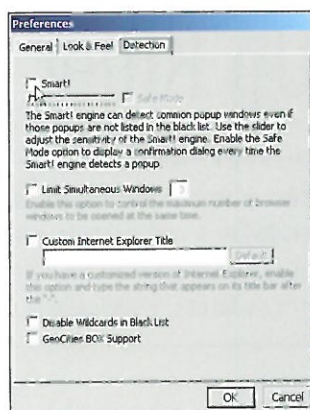 Preferences
General Look & Feel Detection
Smart!
Safe Mode
The Smart! engine can detect common popup windows even if
those popups are not listed in the black list. Use the slider to
adjust the sensitivity of the Smart! engine. Enable the Safe
Mode option to display a confirmation dialog every time the
Smart! engine detects a popup.
Limit Simultaneous Windows
Enable this option to control the maximum number of browser
windows to be opened at the same time.
Custom Internet Explorer Title
Default
If you have a customized version of Internet Explorer, enable
this option and type the string that appears on its title bar after
the "-".
Disable Wildcards in Black List
GeoCities BOX Support
OK Cancel